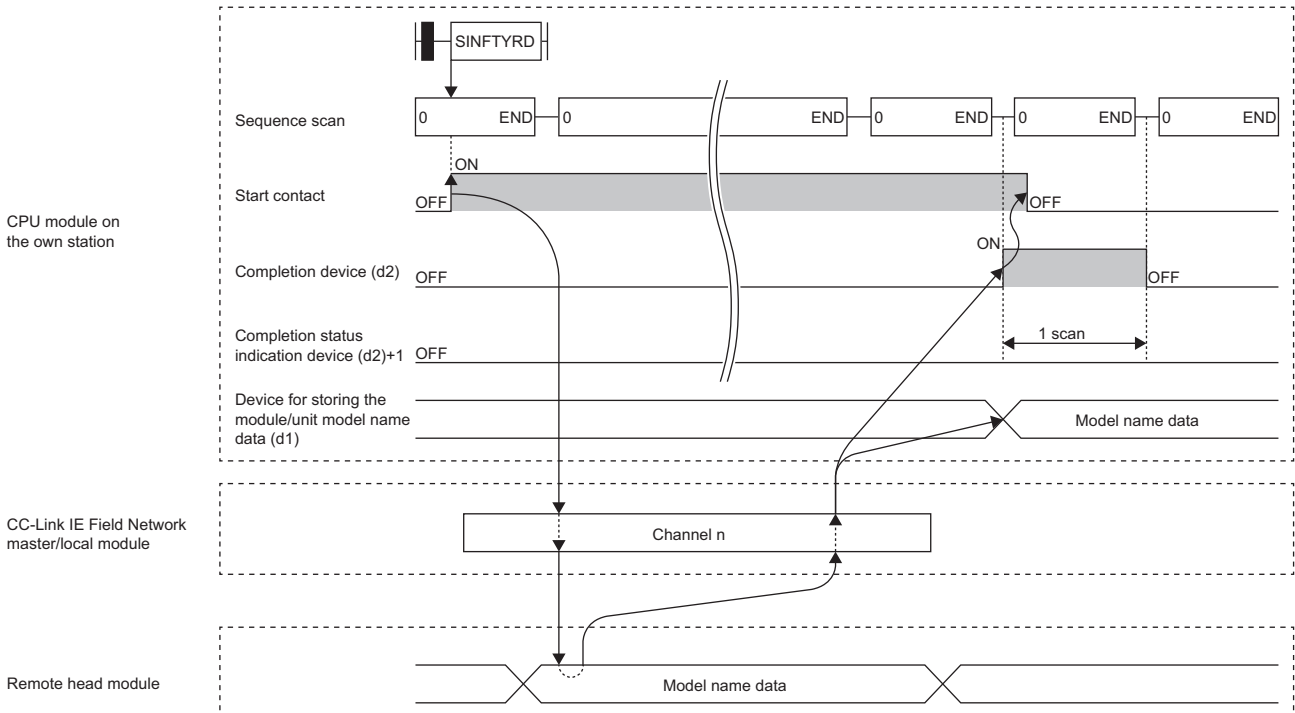 SINFTYRD
Sequence scan
0 END 0 END 0 END 0 END 0 END
ON
Start contact
OFF
OFF
CPU module on
the own station
ON
Completion device (d2)
OFF
OFF
Completion status
indication device (d2)+1
OFF
1 scan
Device for storing the
module/unit model name
data (d1)
Model name data
CC-Link IE Field Network
master/local module
Channel n
Remote head module
Model name data